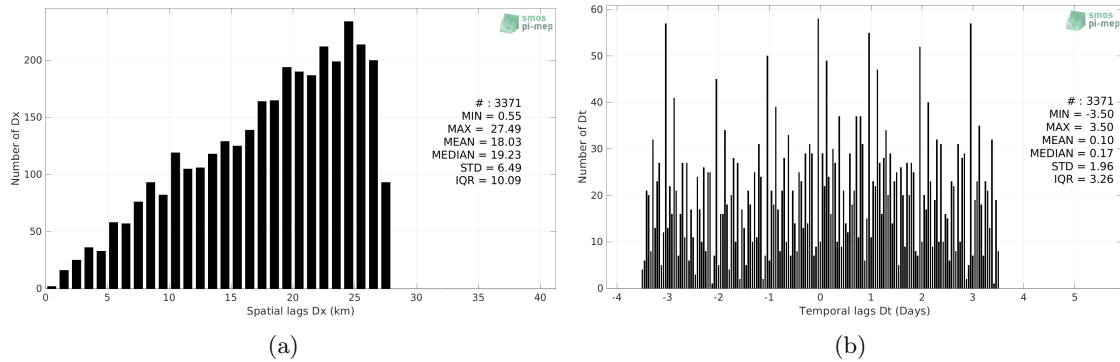 smos
pi-mep
200
150
100
50
0
Number of Dx
# : 3371
MIN = 0.55
MAX = 27.49
MEAN = 18.03
MEDIAN = 19.23
STD = 6.49
IQR = 10.09
0 5 10 15 20 25 30 35 40
Spatial lags Dx (km)
(a)
smos
pi-mep
60
50
40
30
20
10
0
Number of Dt
# : 3371
MIN = -3.50
MAX = 3.50
MEAN = 0.10
MEDIAN = 0.17
STD = 1.96
IQR = 3.26
-4 -3 -2 -1 0 1 2 3 4 5
Temporal lags Dt (Days)
(b)